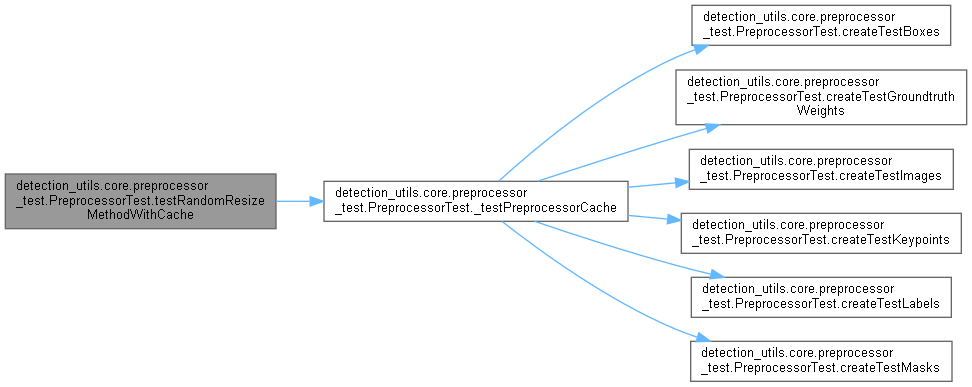 detection_utils.core.preprocessor
_test.PreprocessorTest.testRandomResize
MethodWithCache
detection_utils.core.preprocessor
_test.PreprocessorTest._testPreprocessorCache
detection_utils.core.preprocessor
_test.PreprocessorTest.createTestBoxes
detection_utils.core.preprocessor
_test.PreprocessorTest.createTestGroundtruth
Weights
detection_utils.core.preprocessor
_test.PreprocessorTest.createTestImages
detection_utils.core.preprocessor
_test.PreprocessorTest.createTestKeypoints
detection_utils.core.preprocessor
_test.PreprocessorTest.createTestLabels
detection_utils.core.preprocessor
_test.PreprocessorTest.createTestMasks